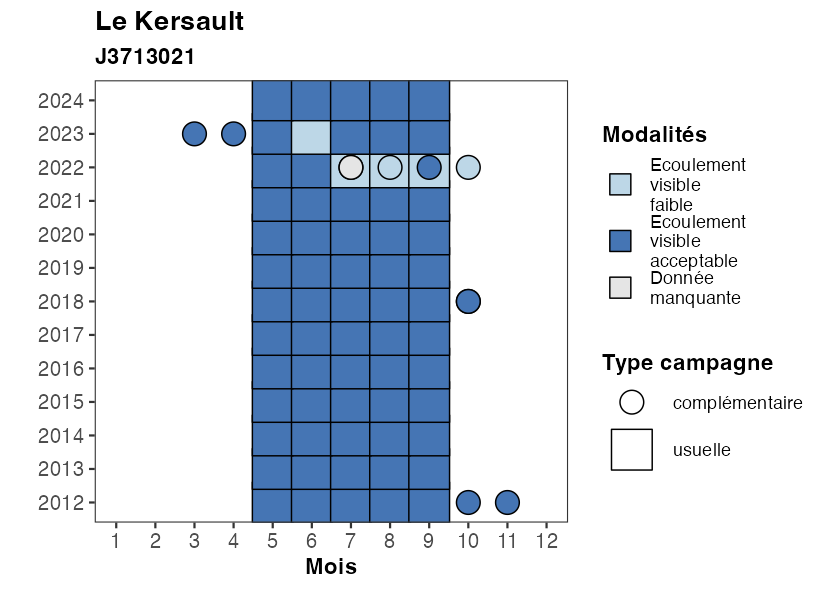 Le Kersault
J3713021
2024
2023
2022
2021
2020
2019
2018
2017
2016
2015
2014
2013
2012
1 2 3 4 5 6 7 8 9 10 11 12
Mois
Modalités
Ecoulement
visible
faible
Ecoulement
visible
acceptable
Donnée
manquante
Type campagne
complémentaire
usuelle